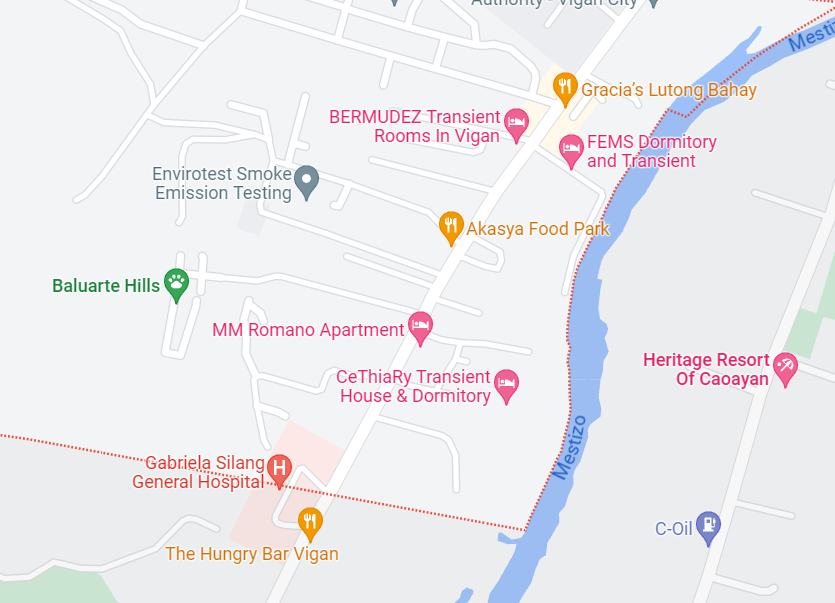 Authority - Vigan City
Mesti
Gracia's Lutong Bahay
BERMUDEZ Transient
Rooms In Vigan
FEMS Dormitory
and Transient
Envirotest Smoke
Emission Testing
Akasya Food Park
Baluarte Hills
MM Romano Apartment
Heritage Resort
Of Caoayan
CeThiaRy Transient
House & Dormitory
Mestizo
Gabriela Silang
General Hospital
H
C-Oil
The Hungry Bar Vigan